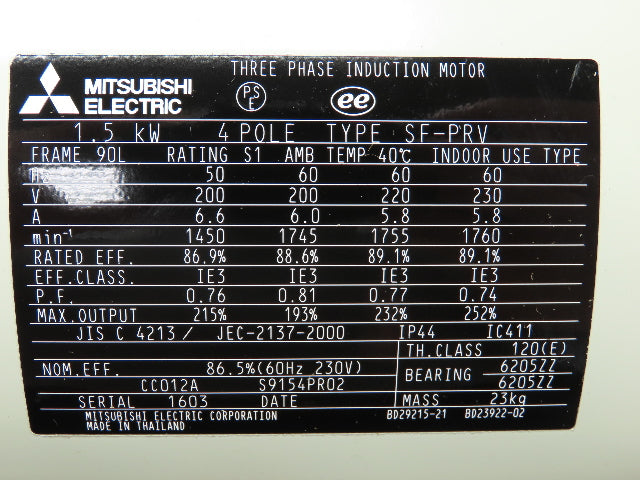 MITSUBISHI
ELECTRIC
THREE PHASE INDUCTION MOTOR
PSE
ee
1.5 kW 4 POLE TYPE SF-PRV
FRAME 90L RATING S1 AMB TEMP 40℃ INDOOR USE TYPE
Hz 50 60 60 60
V 200 200 220 230
A 6.6 6.0 5.8 5.8
min⁻¹ 1450 1745 1755 1760
RATED EFF. 86.9% 88.6% 89.1% 89.1%
EFF.CLASS. IE3 IE3 IE3 IE3
P.F. 0.76 0.81 0.77 0.74
MAX.OUTPUT 215% 193% 232% 252%
JIS C 4213 / JEC-2137-2000 IP44 IC411
TH.CLASS 120(E)
NOM.EFF. 86.5%(60Hz 230V)
BEARING 6205ZZ
6205ZZ
CC012A S9154PR02
SERIAL 1603 DATE
MASS 23kg
MITSUBISHI ELECTRIC CORPORATION BD29215-21 BD23922-02
MADE IN THAILAND